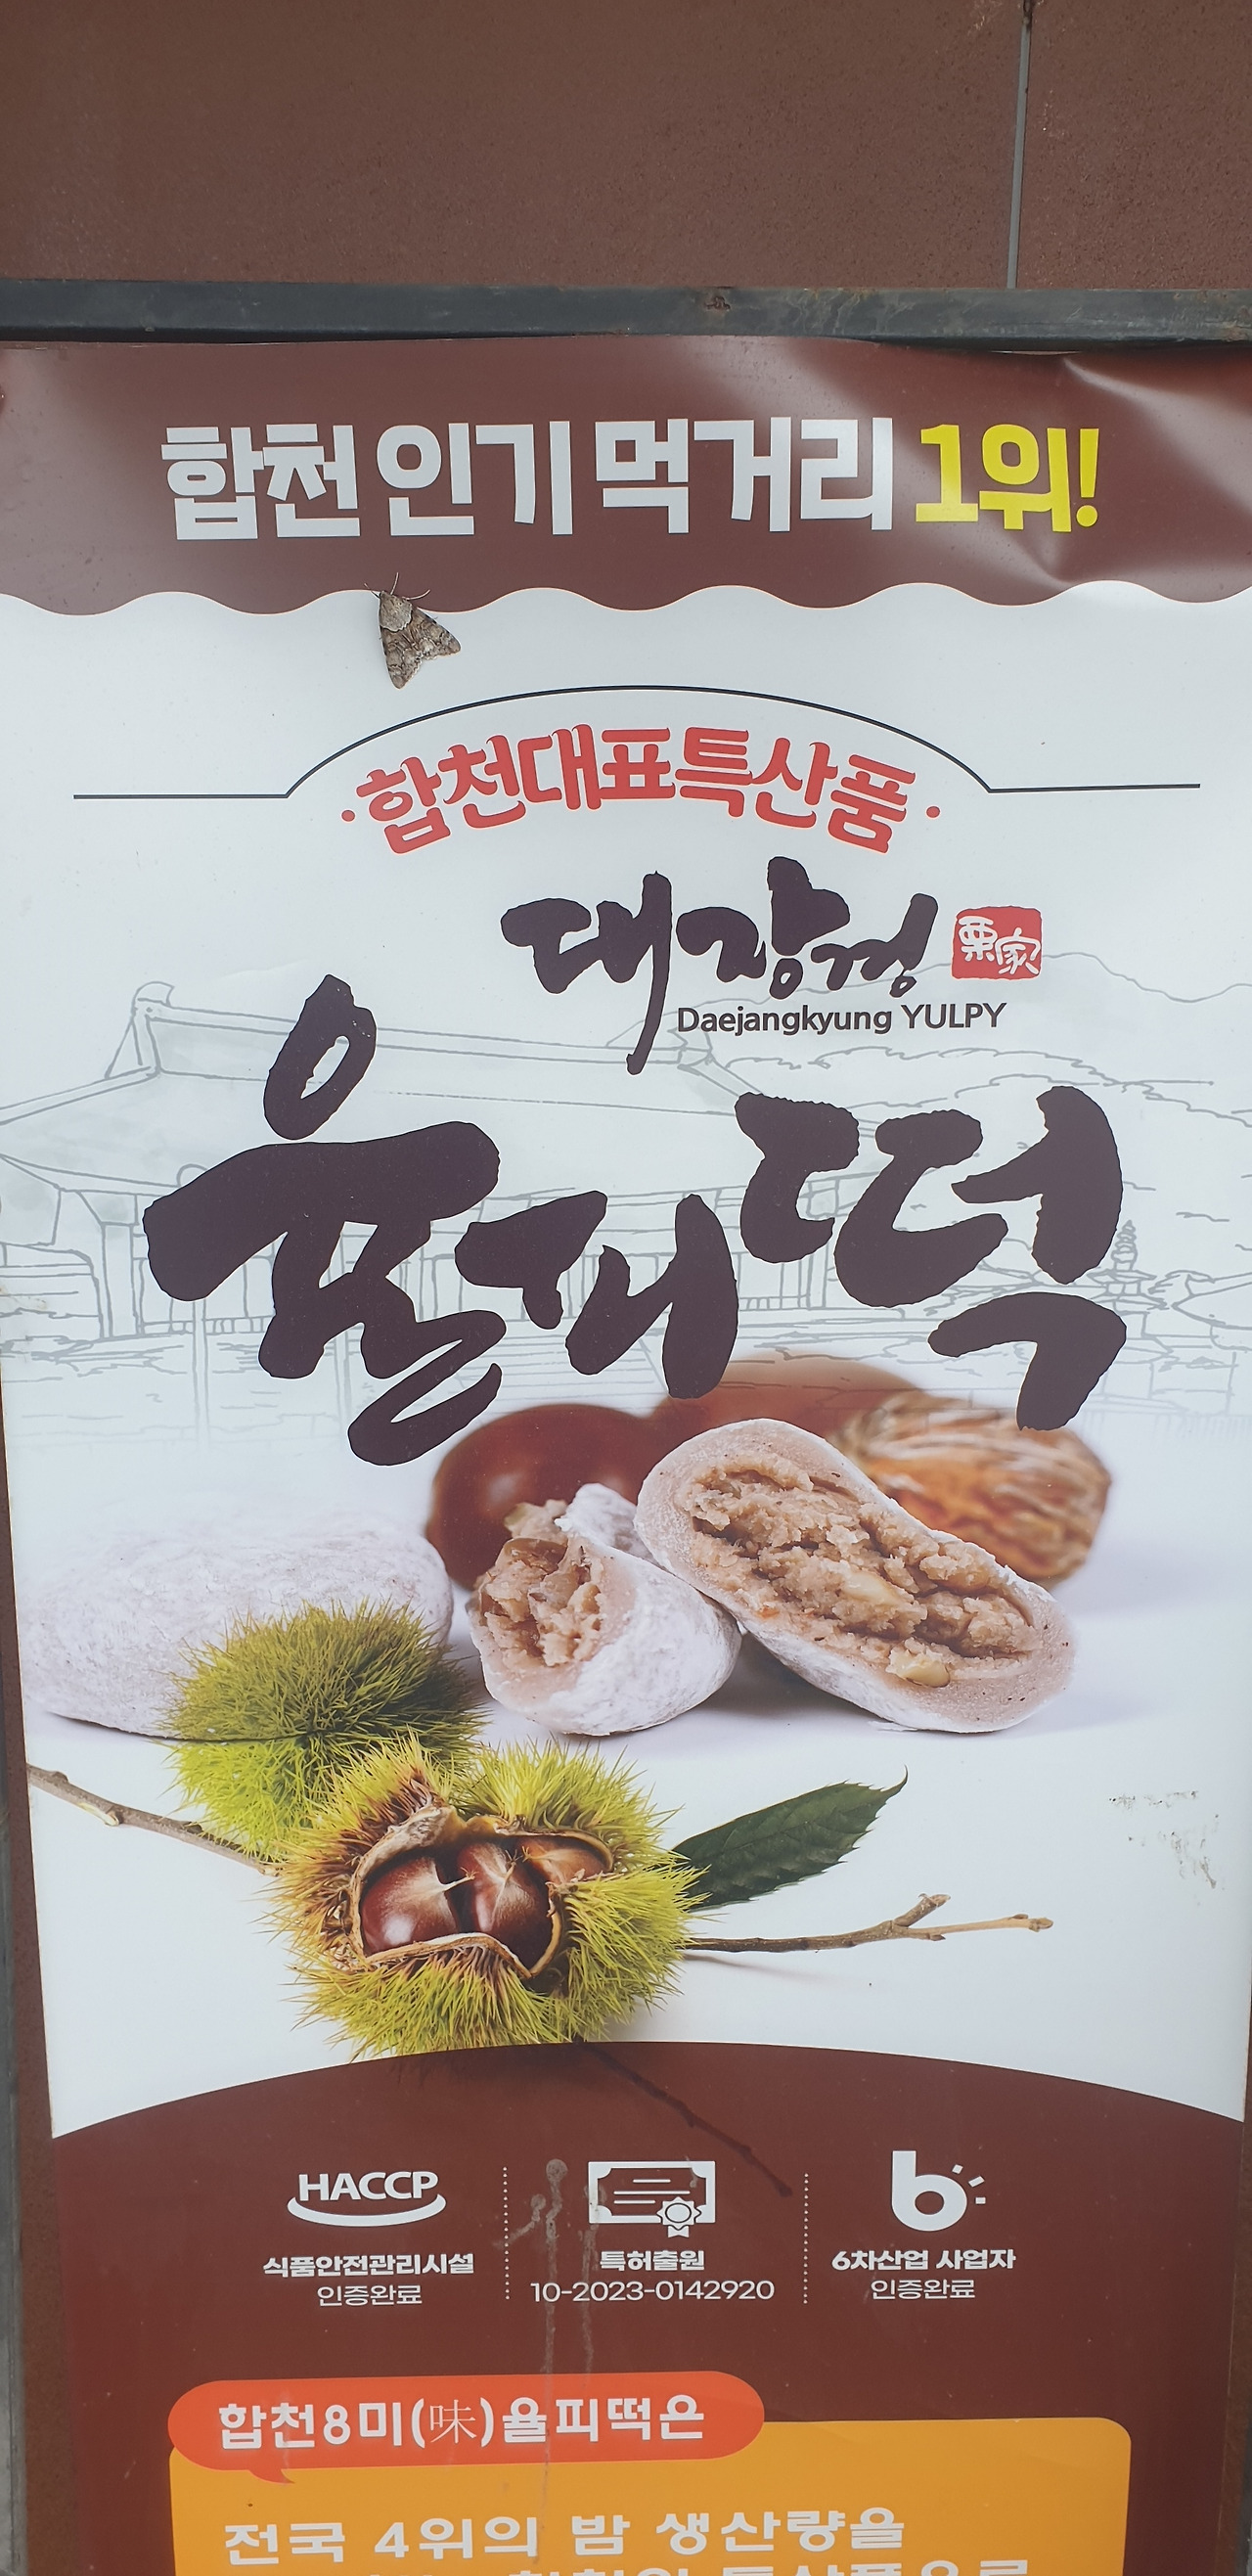 합천 인기 먹거리 1위!
·합천대표특산품·
대장경 栗家
Daejangkyung YULPY
율피떡
HACCP
식품안전관리시설
인증완료
특허출원
10-2023-0142920
6차산업 사업자
인증완료
합천8미(味)율피떡은
전국 4위의 밤 생산량을